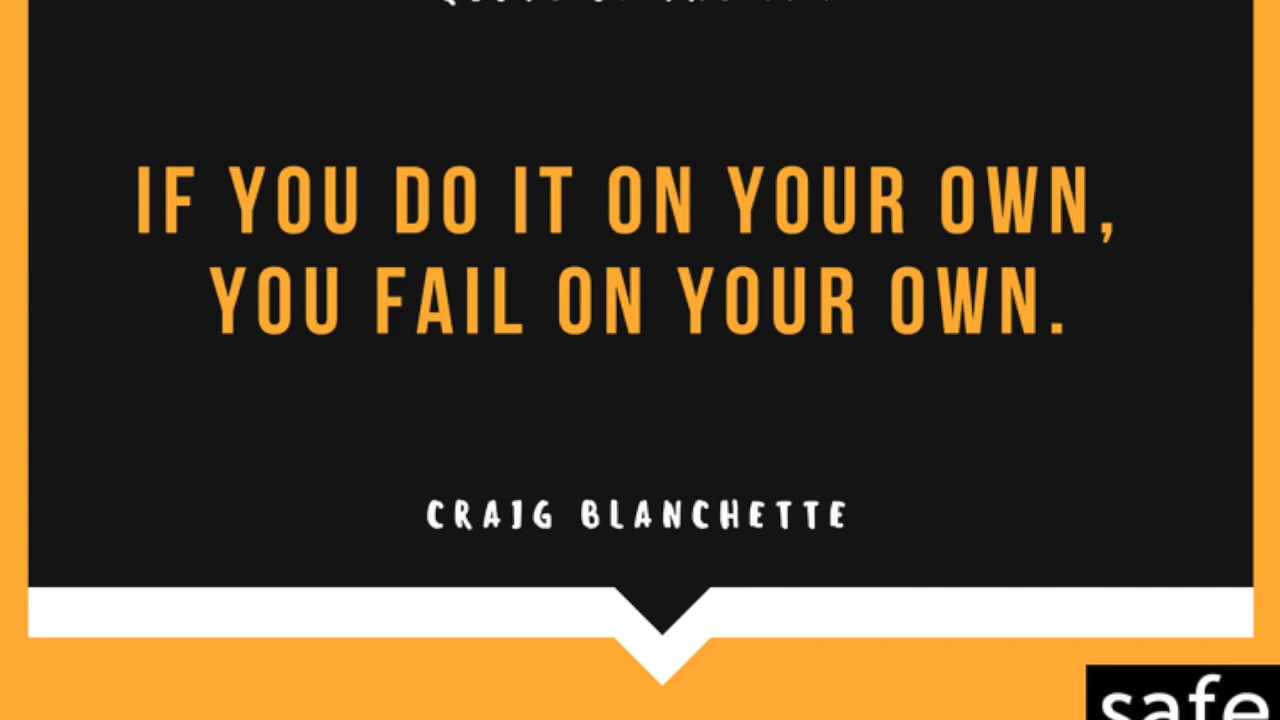 IF YOU DO IT ON YOUR OWN,
YOU FAIL ON YOUR OWN.
CRAIG BLANCHETTE
safe